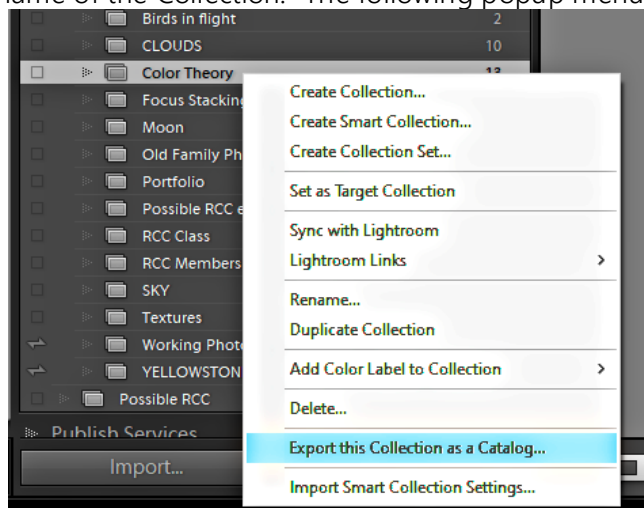 name of the Collection. The following popup menu
Birds in flight 2
CLOUDS 10
Color Theory 13
Focus Stacking
Moon
Old Family Ph
Portfolio
Possible RCC e
RCC Class
RCC Members
SKY
Textures
Working Phot
YELLOWSTON
Possible RCC
Publish Services
Import...
Create Collection...
Create Smart Collection...
Create Collection Set...
Set as Target Collection
Sync with Lightroom
Lightroom Links
Rename...
Duplicate Collection
Add Color Label to Collection
Delete...
Export this Collection as a Catalog...
Import Smart Collection Settings...